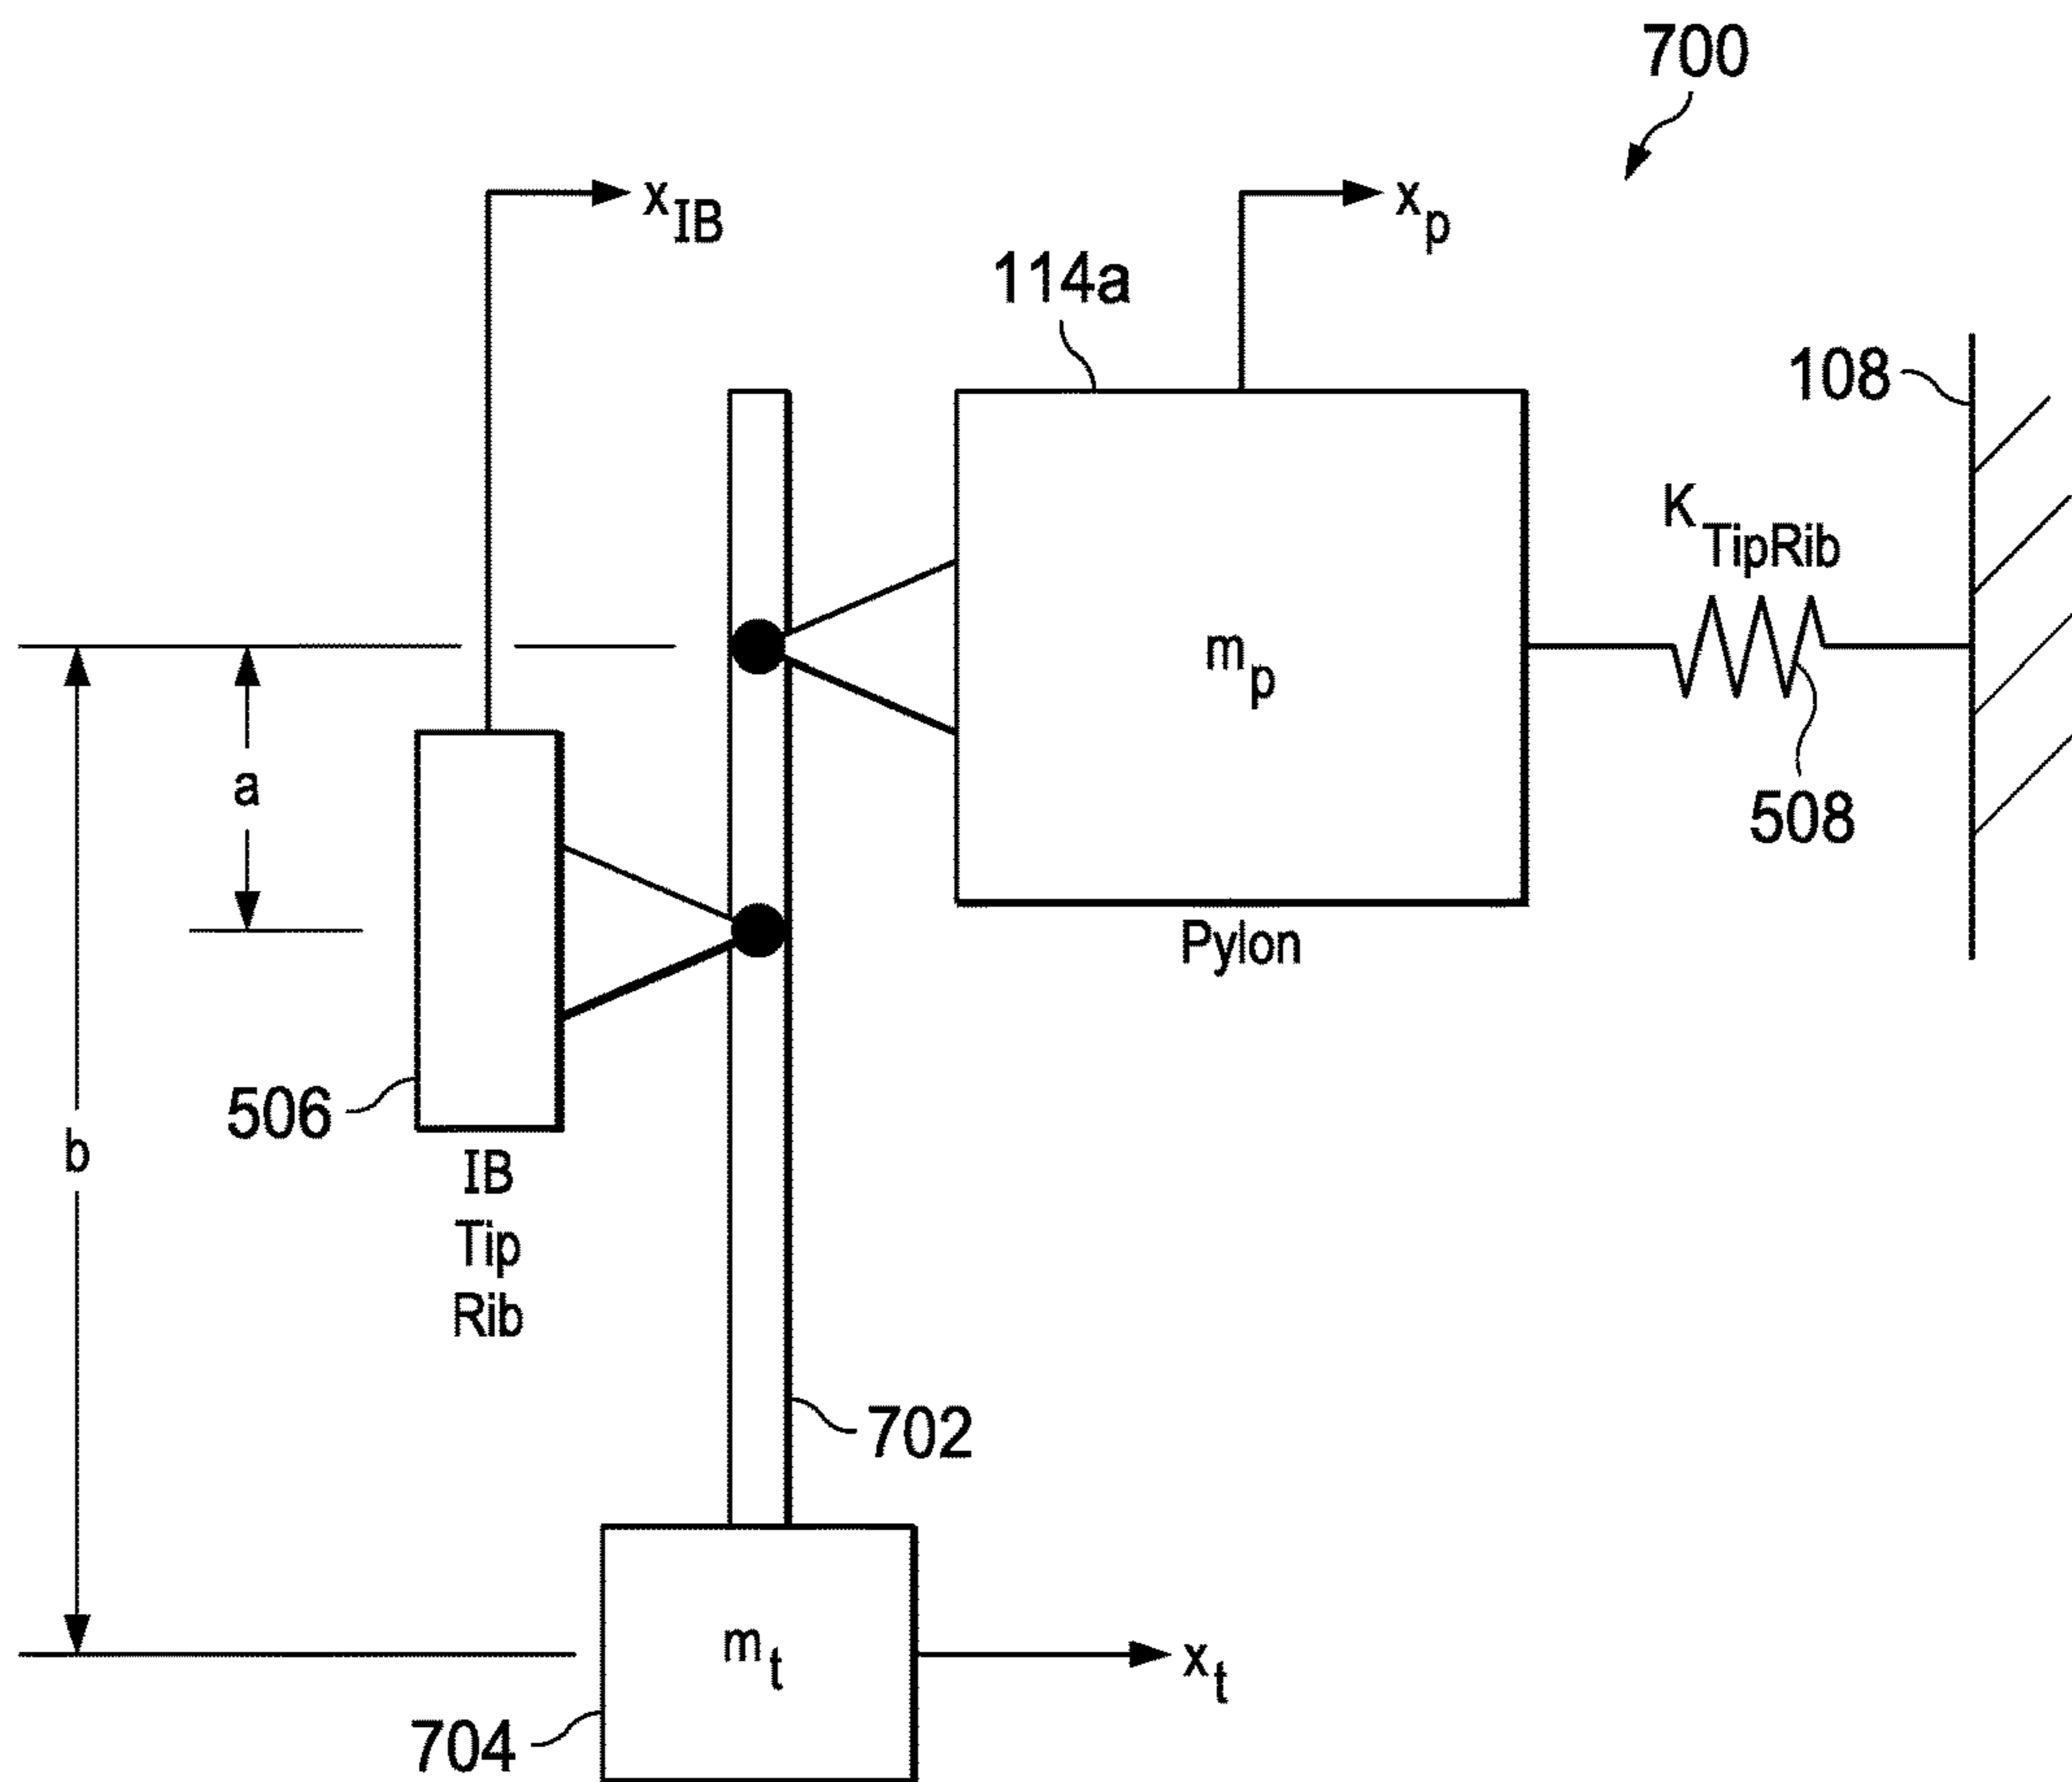 700
x_IB
x_p
114a
108
K_TipRib
m_p
a
508
Pylon
506
b
IB
Tip
Rib
702
m_t
x_t
704